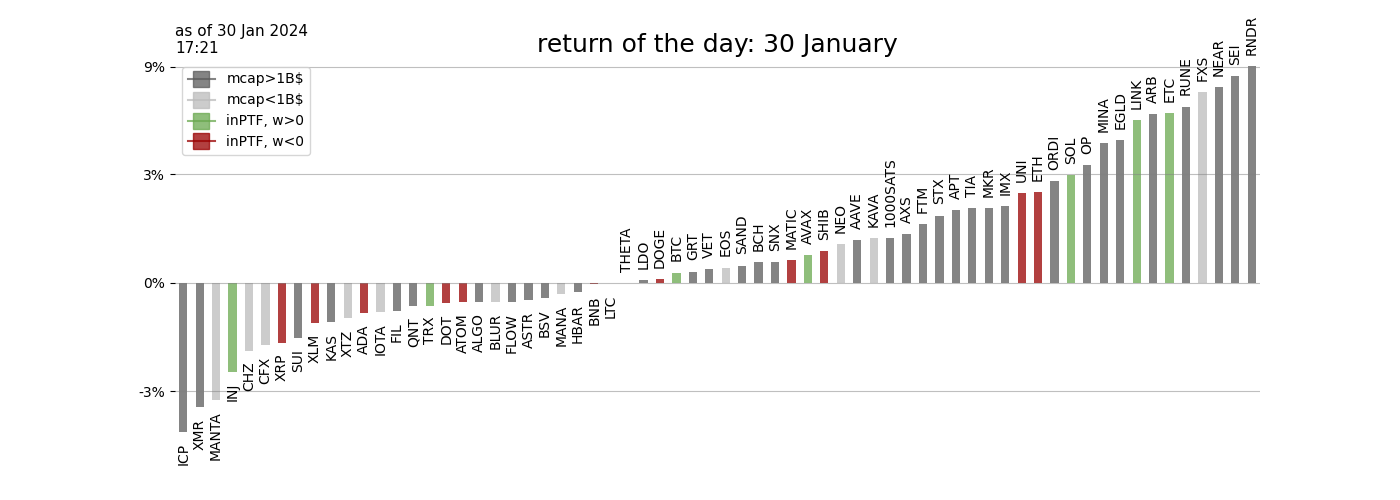 as of 30 Jan 2024
17:21
return of the day: 30 January
9%
3%
0%
-3%
mcap>1B$
mcap<1B$
inPTF, w>0
inPTF, w<0
ICP
XMR
MANTA
INJ
CHZ
CFX
XRP
SUI
XLM
KAS
XTZ
ADA
IOTA
FIL
QNT
TRX
DOT
ATOM
ALGO
BLUR
FLOW
ASTR
BSV
MANA
HBAR
BNB
LTC
THETA
LDO
DOGE
BTC
GRT
VET
EOS
SAND
BCH
SNX
MATIC
AVAX
SHIB
NEO
AAVE
KAVA
1000SATS
AXS
FTM
STX
APT
TIA
MKR
IMX
UNI
ETH
ORDI
SOL
OP
MINA
EGLD
LINK
ARB
ETC
RUNE
FXS
NEAR
SEI
RNDR